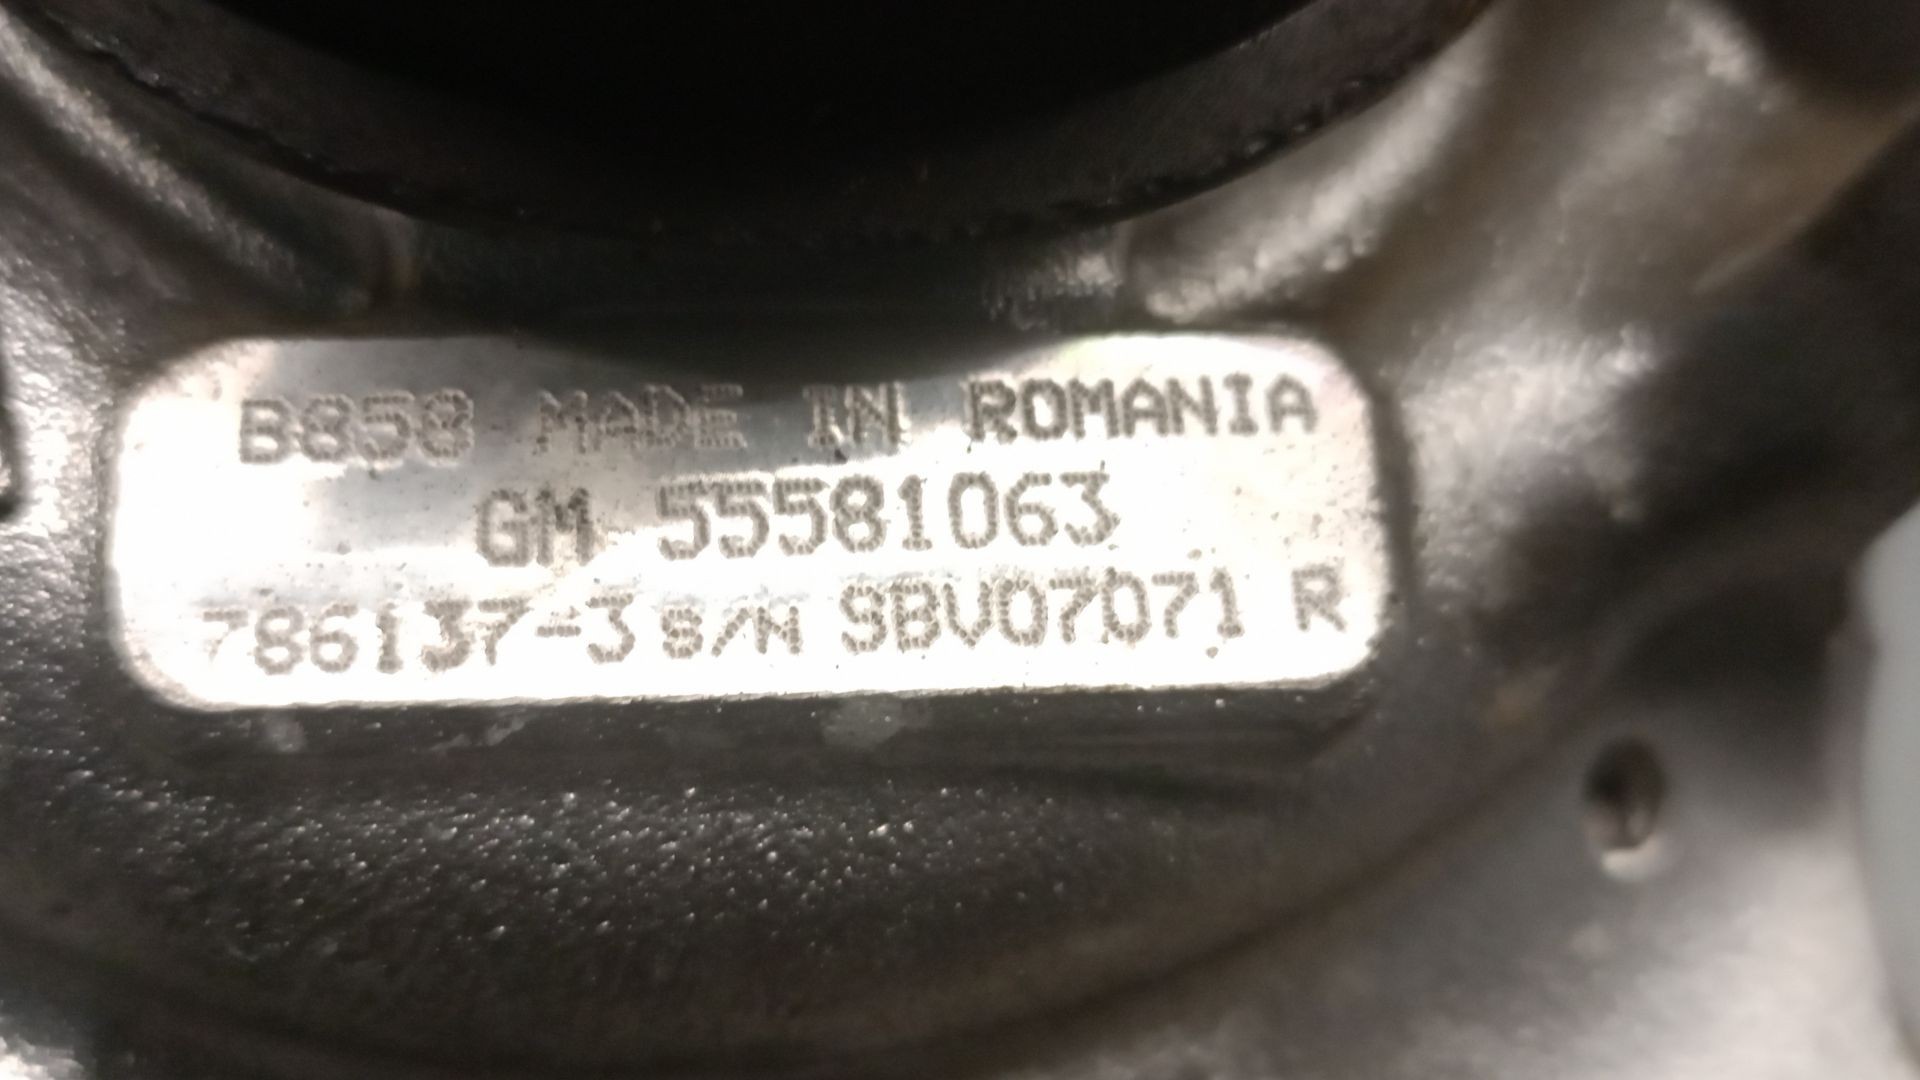 B858 MADE IN ROMANIA
GM 55581063
786137-3 S/N SBV07071 R